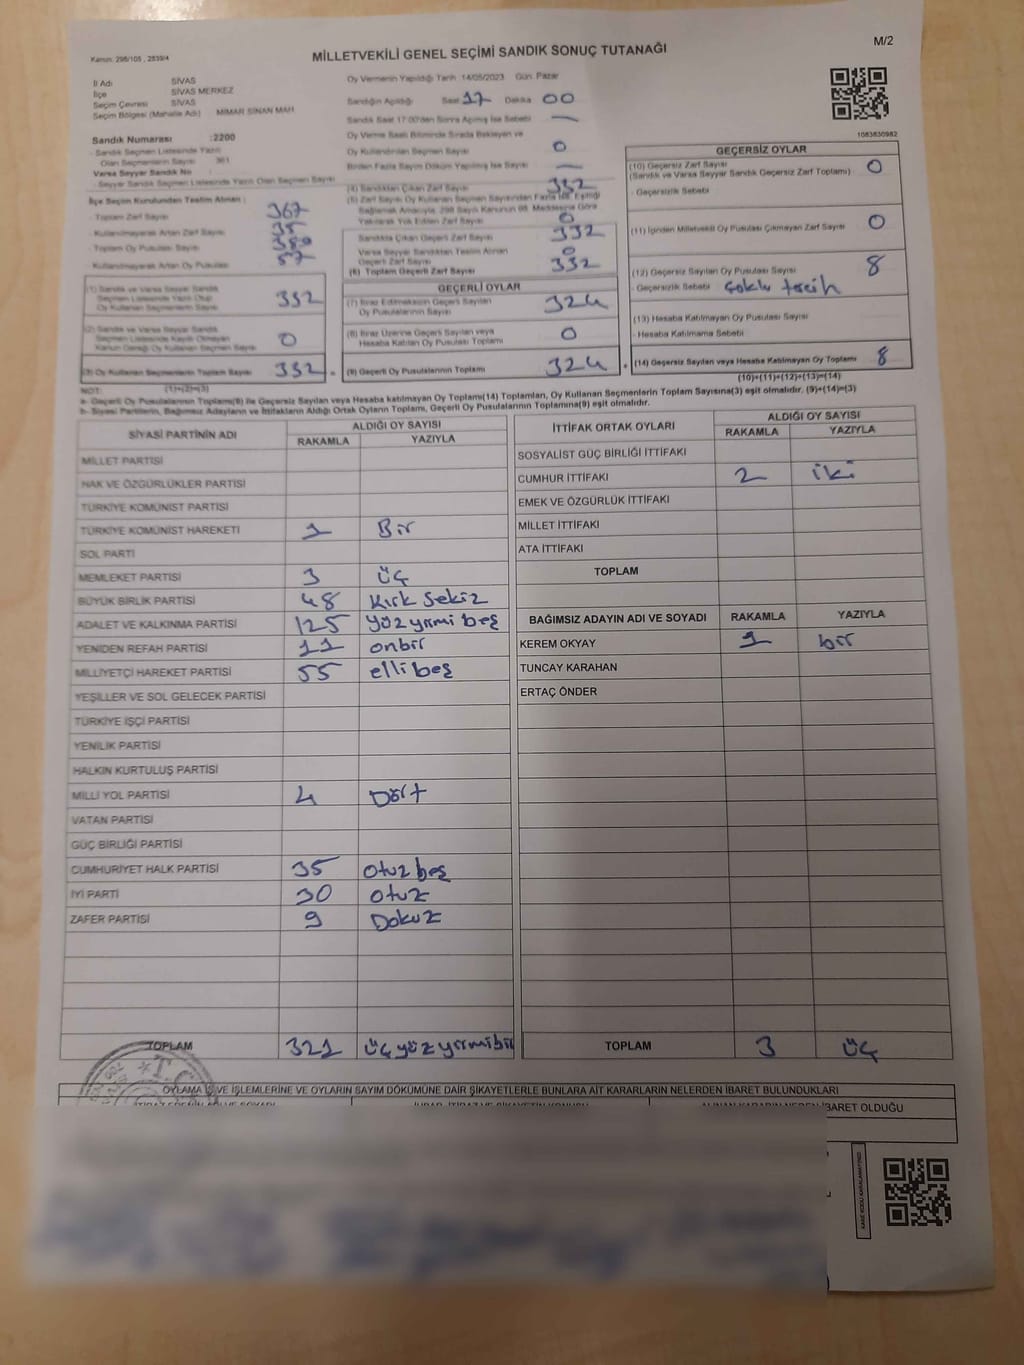 M/2
Kanun: 298/105 , 2839/4
MİLLETVEKİLİ GENEL SEÇİMİ SANDIK SONUÇ TUTANAĞI
İl Adı SİVAS
İlçe SİVAS MERKEZ
Seçim Çevresi SİVAS
Seçim Bölgesi (Mahalle Adı) MİMAR SİNAN MAH
Sandık Numarası :2200
- Sandık Seçmen Listesinde Yazılı
Olan Seçmenlerin Sayısı 361
Varsa Seyyar Sandık No
- Seyyar Sandık Seçmen Listesinde Yazılı Olan Seçmen Sayısı
İlçe Seçim Kurulundan Teslim Alınan :
- Toplam Zarf Sayısı 367
- Kullanılmayarak Artan Zarf Sayısı 35
- Toplam Oy Pusulası Sayısı
- Kullanılmayarak Artan Oy Pusulası 57
(1) Sandık ve Varsa Seyyar Sandık
Seçmen Listesinde Yazılı Olup
Oy Kullanan Seçmenlerin Sayısı 332
(2) Sandık ve Varsa Seyyar Sandık
Seçmen Listesinde Kaydı Olmayan
Kanun Gereği Oy Kullanan Seçmen Sayısı 0
(3) Oy Kullanan Seçmenlerin Toplam Sayısı 332
(1)+(2)=(3)
Oy Vermenin Yapıldığı Tarih :14/05/2023 Gün: Pazar
Sandığın Açıldığı Saat 17 Dakika 00
Sandık Saat 17:00'den Sonra Açılmış İse Sebebi —
Oy Verme Saati Bitiminde Sırada Bekleyen ve
Oy Kullandırılan Seçmen Sayısı 0
Birden Fazla Sayım Döküm Yapılmış İse Sayısı —
(4) Sandıktan Çıkan Zarf Sayısı 332
(5) Zarf Sayısı Oy Kullanan Seçmen Sayısından Fazla İse, Eşitliği
Sağlamak Amacıyla, 298 Sayılı Kanunun 98. Maddesine Göre
Yakılarak Yok Edilen Zarf Sayısı 0
Sandıkta Çıkan Geçerli Zarf Sayısı 332
Varsa Seyyar Sandıktan Teslim Alınan
Geçerli Zarf Sayısı 0
(6) Toplam Geçerli Zarf Sayısı 332
GEÇERLİ OYLAR
(7) İtiraz Edilmeksizin Geçerli Sayılan
Oy Pusulalarının Sayısı 324
(8) İtiraz Üzerine Geçerli Sayılan veya
Hesaba Katılan Oy Pusulası Toplamı 0
(9) Geçerli Oy Pusulalarının Toplamı 324
1083830982
GEÇERSİZ OYLAR
(10) Geçersiz Zarf Sayısı 0
(Sandık ve Varsa Seyyar Sandık Geçersiz Zarf Toplamı)
- Geçersizlik Sebebi
(11) İçinden Milletvekili Oy Pusulası Çıkmayan Zarf Sayısı 0
(12) Geçersiz Sayılan Oy Pusulası Sayısı 8
- Geçersizlik Sebebi çoklu tercih
(13) Hesaba Katılmayan Oy Pusulası Sayısı
- Hesaba Katılmama Sebebi
(14) Geçersiz Sayılan veya Hesaba Katılmayan Oy Toplamı 8
(10)+(11)+(12)+(13)=(14)
NOT:
a- Geçerli Oy Pusulalarının Toplamı(9) ile Geçersiz Sayılan veya Hesaba katılmayan Oy Toplamı(14) Toplamları, Oy Kullanan Seçmenlerin Toplam Sayısına(3) eşit olmalıdır. (9)+(14)=(3)
b- Siyasi Partilerin, Bağımsız Adayların ve İttifakların Aldığı Ortak Oyların Toplamı, Geçerli Oy Pusulalarının Toplamına(9) eşit olmalıdır.
SİYASİ PARTİNİN ADI ALDIĞI OY SAYISI
RAKAMLA YAZIYLA
MİLLET PARTİSİ
HAK VE ÖZGÜRLÜKLER PARTİSİ
TÜRKİYE KOMÜNİST PARTİSİ
TÜRKİYE KOMÜNİST HAREKETİ 1 Bir
SOL PARTİ
MEMLEKET PARTİSİ 3 üç
BÜYÜK BİRLİK PARTİSİ 48 Kırk Sekiz
ADALET VE KALKINMA PARTİSİ 125 yüz yirmi beş
YENİDEN REFAH PARTİSİ 11 onbir
MİLLİYETÇİ HAREKET PARTİSİ 55 elli beş
YEŞİLLER VE SOL GELECEK PARTİSİ
TÜRKİYE İŞÇİ PARTİSİ
YENİLİK PARTİSİ
HALKIN KURTULUŞ PARTİSİ
MİLLİ YOL PARTİSİ 4 Dört
VATAN PARTİSİ
GÜÇ BİRLİĞİ PARTİSİ
CUMHURİYET HALK PARTİSİ 35 otuz beş
İYİ PARTİ 30 otuz
ZAFER PARTİSİ 9 Dokuz
TOPLAM 321 üç yüz yirmi bir
İTTİFAK ORTAK OYLARI ALDIĞI OY SAYISI
RAKAMLA YAZIYLA
SOSYALİST GÜÇ BİRLİĞİ İTTİFAKI
CUMHUR İTTİFAKI 2 iki
EMEK VE ÖZGÜRLÜK İTTİFAKI
MİLLET İTTİFAKI
ATA İTTİFAKI
TOPLAM
BAĞIMSIZ ADAYIN ADI VE SOYADI RAKAMLA YAZIYLA
KEREM OKYAY 1 bir
TUNCAY KARAHAN
ERTAÇ ÖNDER
TOPLAM 3 üç
T.C.
OYLAMA İŞ VE İŞLEMLERİNE VE OYLARIN SAYIM DÖKÜMÜNE DAİR ŞİKAYETLERLE BUNLARA AİT KARARLARIN NELERDEN İBARET BULUNDUKLARI
ALINAN KARARIN NEDEN İBARET OLDUĞU